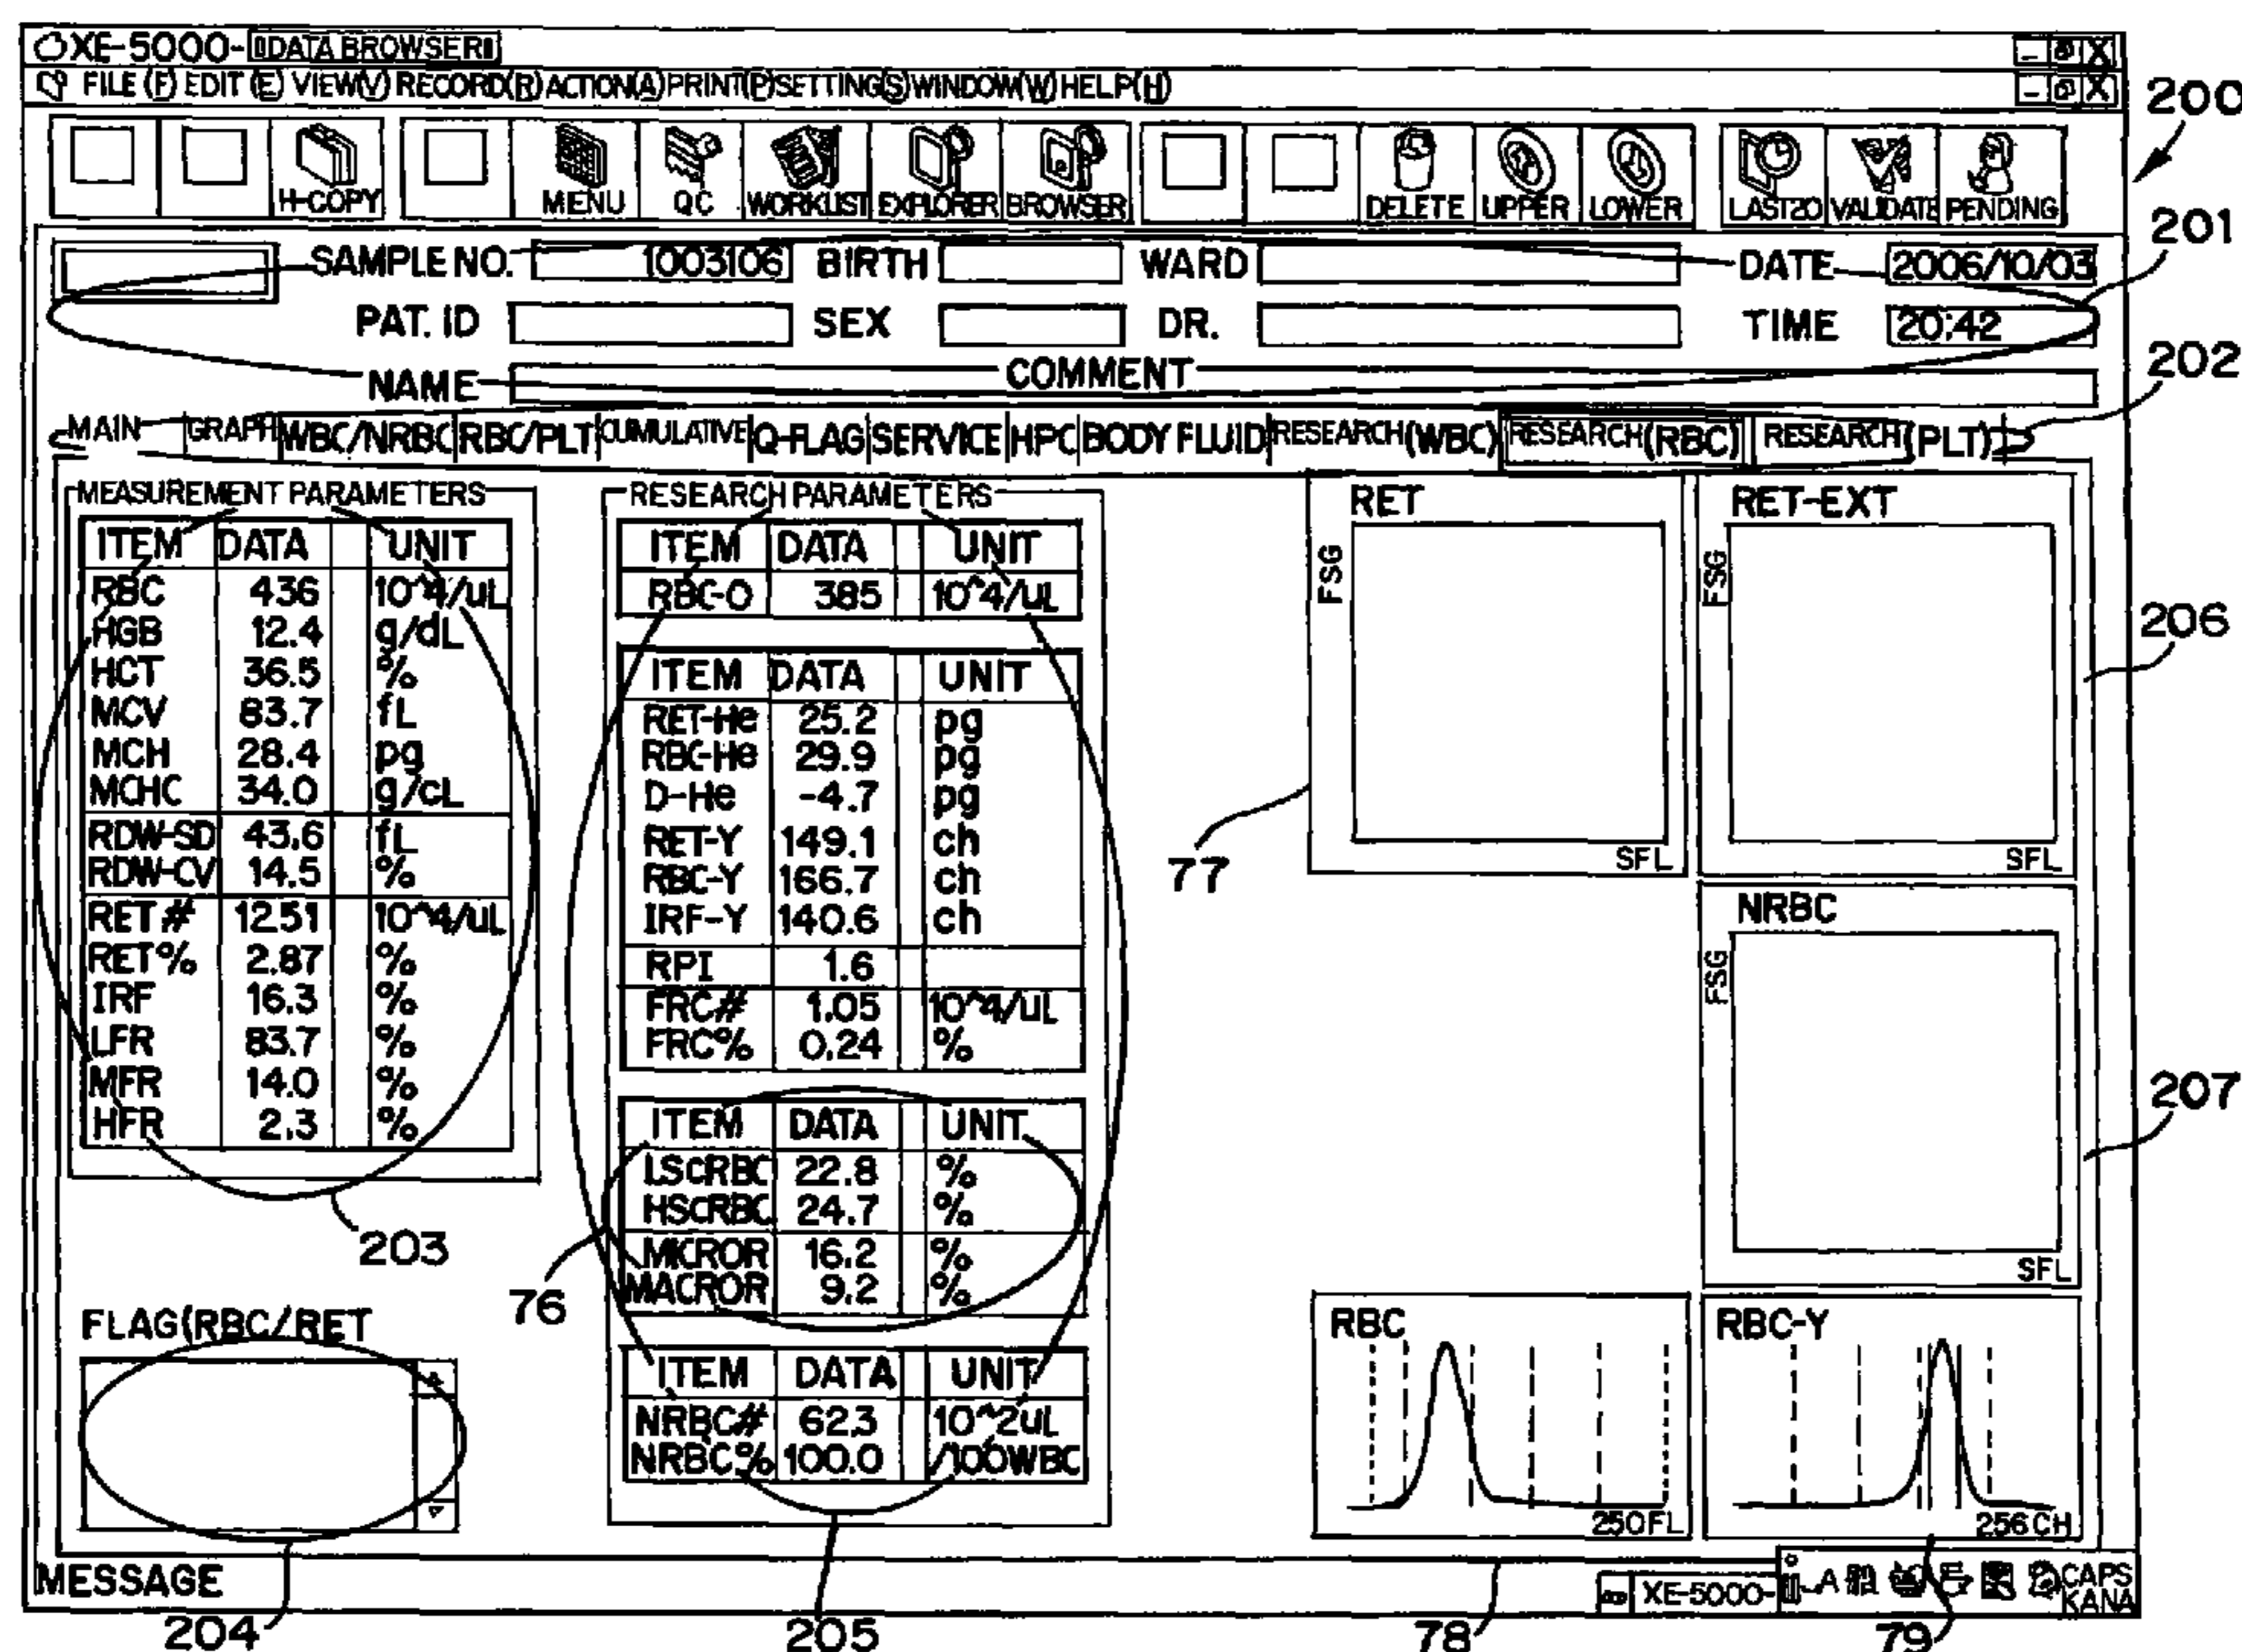 XE-5000-[DATA BROWSER]
FILE (F) EDIT (E) VIEW(V) RECORD(R) ACTION(A) PRINT(P) SETTING(S) WINDOW(W) HELP(H)
200
H-COPY MENU QC WORKLIST EXPLORER BROWSER DELETE UPPER LOWER LAST20 VALIDATE PENDING
201
SAMPLE NO. 1003106 BIRTH WARD DATE 2006/10/03
PAT. ID SEX DR. TIME 20:42
NAME COMMENT
202
MAIN GRAPH WBC/NRBC RBC/PLT CUMULATIVE Q-FLAG SERVICE HPC BODY FLUID RESEARCH(WBC) RESEARCH(RBC) RESEARCH(PLT)
MEASUREMENT PARAMETERS
ITEM DATA UNIT
RBC 436 10^4/uL
HGB 12.4 g/dL
HCT 36.5 %
MCV 83.7 fL
MCH 28.4 pg
MCHC 34.0 g/cL
RDW-SD 43.6 fL
RDW-CV 14.5 %
RET# 12.51 10^4/uL
RET% 2.87 %
IRF 16.3 %
LFR 83.7 %
MFR 14.0 %
HFR 2.3 %
203
FLAG(RBC/RET
204
RESEARCH PARAMETERS
ITEM DATA UNIT
RBC-O 385 10^4/uL
ITEM DATA UNIT
RET-He 25.2 pg
RBC-He 29.9 pg
D-He -4.7 pg
RET-Y 149.1 ch
RBC-Y 166.7 ch
IRF-Y 140.6 ch
RPI 1.6
FRC# 1.05 10^4/uL
FRC% 0.24 %
ITEM DATA UNIT
LSCRBC 22.8 %
HSCRBC 24.7 %
MICROR 16.2 %
MACROR 9.2 %
76
ITEM DATA UNIT
NRBC# 62.3 10^2uL
NRBC% 100.0 /100WBC
205
RET
FSG
SFL
77
RET-EXT
FSG
SFL
206
NRBC
FSG
SFL
207
RBC
250FL
78
RBC-Y
256CH
79
MESSAGE
XE-5000- A CAPS
KANA